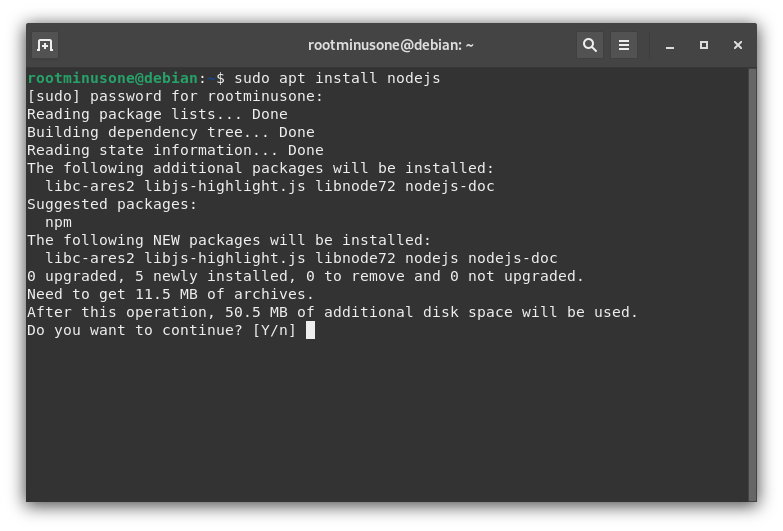 rootminusone@debian: ~
rootminusone@debian:~$ sudo apt install nodejs
[sudo] password for rootminusone:
Reading package lists... Done
Building dependency tree... Done
Reading state information... Done
The following additional packages will be installed:
  libc-ares2 libjs-highlight.js libnode72 nodejs-doc
Suggested packages:
  npm
The following NEW packages will be installed:
  libc-ares2 libjs-highlight.js libnode72 nodejs nodejs-doc
0 upgraded, 5 newly installed, 0 to remove and 0 not upgraded.
Need to get 11.5 MB of archives.
After this operation, 50.5 MB of additional disk space will be used.
Do you want to continue? [Y/n]